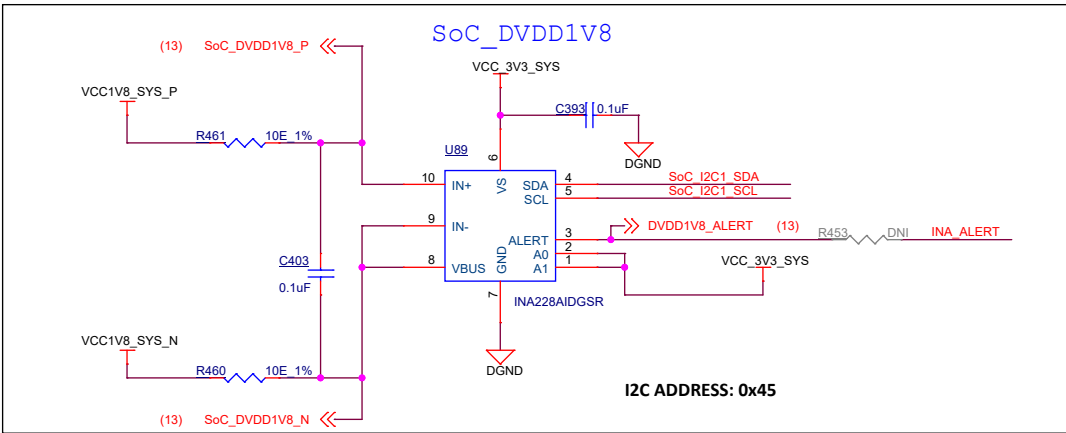 SoC_DVDD1V8
(13) SoC_DVDD1V8_P
VCC_3V3_SYS
VCC1V8_SYS_P
C393 0.1uF
R461 10E_1%
DGND
U89
6
10 IN+ VS SDA 4 SoC_I2C1_SDA
SCL 5 SoC_I2C1_SCL
9 IN- DVDD1V8_ALERT (13) R453 DNI INA_ALERT
ALERT 3
A0 2
8 VBUS GND A1 1 VCC_3V3_SYS
C403
0.1uF
7 INA228AIDGSR
VCC1V8_SYS_N
R460 10E_1%
DGND
I2C ADDRESS: 0x45
(13) SoC_DVDD1V8_N